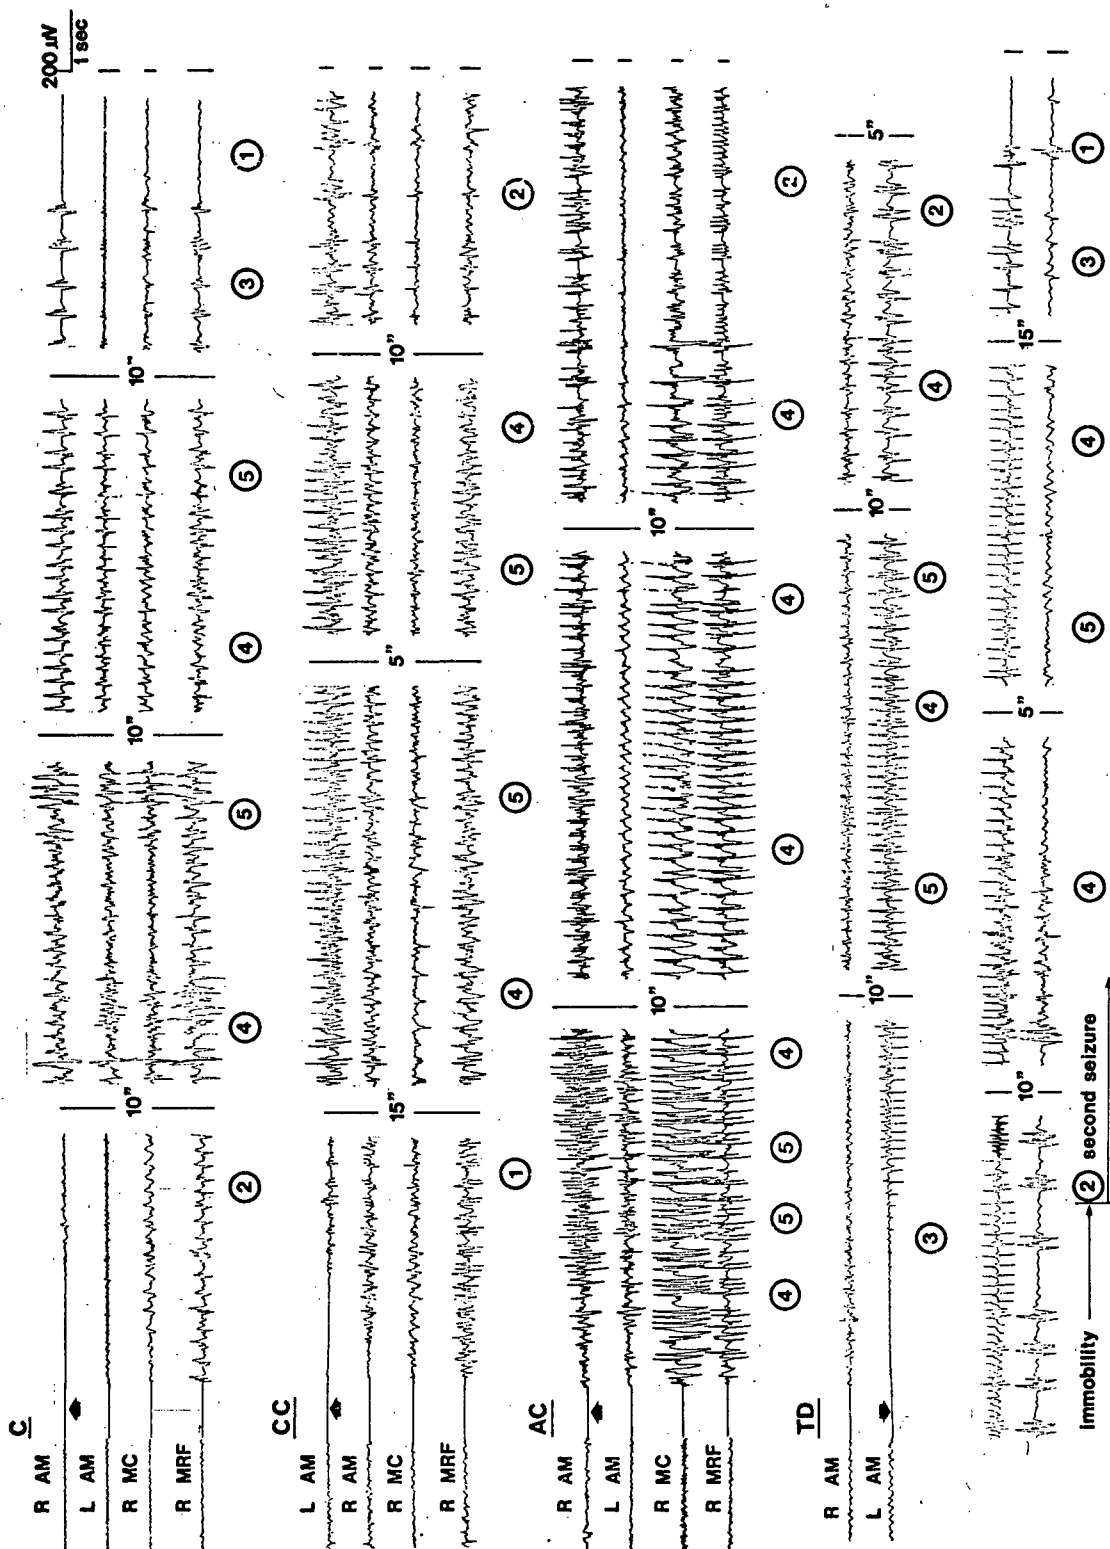 C
200 µV
1 sec
R AM
L AM
10" 10" 10"
R MC
R MRF
2 4 5 4 5 3 1
CC
L AM
R AM
15" 5" 10"
R MC
R MRF
1 4 5 5 4 2
AC
R AM
L AM
10" 10"
R MC
R MRF
4 5 5 4 4 4 4 2
TD
R AM
10" 10" 5"
L AM
3 5 4 5 4 2
10" 5" 15"
immobility 2 second seizure 4 5 4 3 1